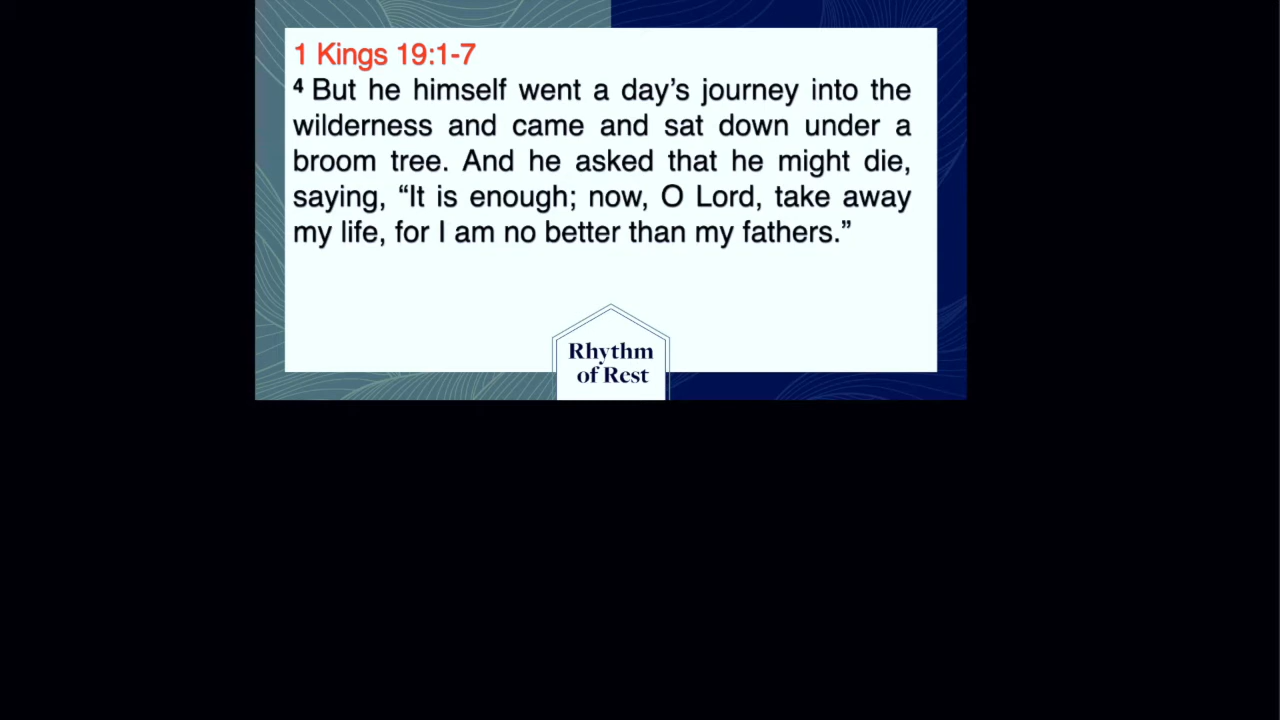 1 Kings 19:1-7
⁴ But he himself went a day’s journey into the
wilderness and came and sat down under a
broom tree. And he asked that he might die,
saying, “It is enough; now, O Lord, take away
my life, for I am no better than my fathers.”
Rhythm
of Rest